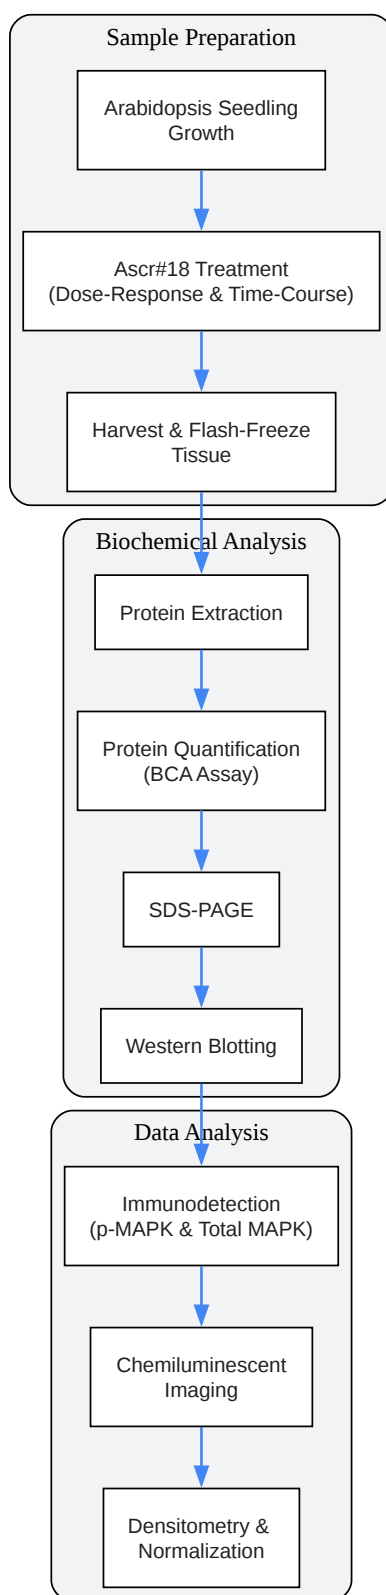 Sample Preparation
Arabidopsis Seedling
Growth
Ascr#18 Treatment
(Dose-Response & Time-Course)
Harvest & Flash-Freeze
Tissue
Biochemical Analysis
Protein Extraction
Protein Quantification
(BCA Assay)
SDS-PAGE
Western Blotting
Data Analysis
Immunodetection
(p-MAPK & Total MAPK)
Chemiluminescent
Imaging
Densitometry &
Normalization